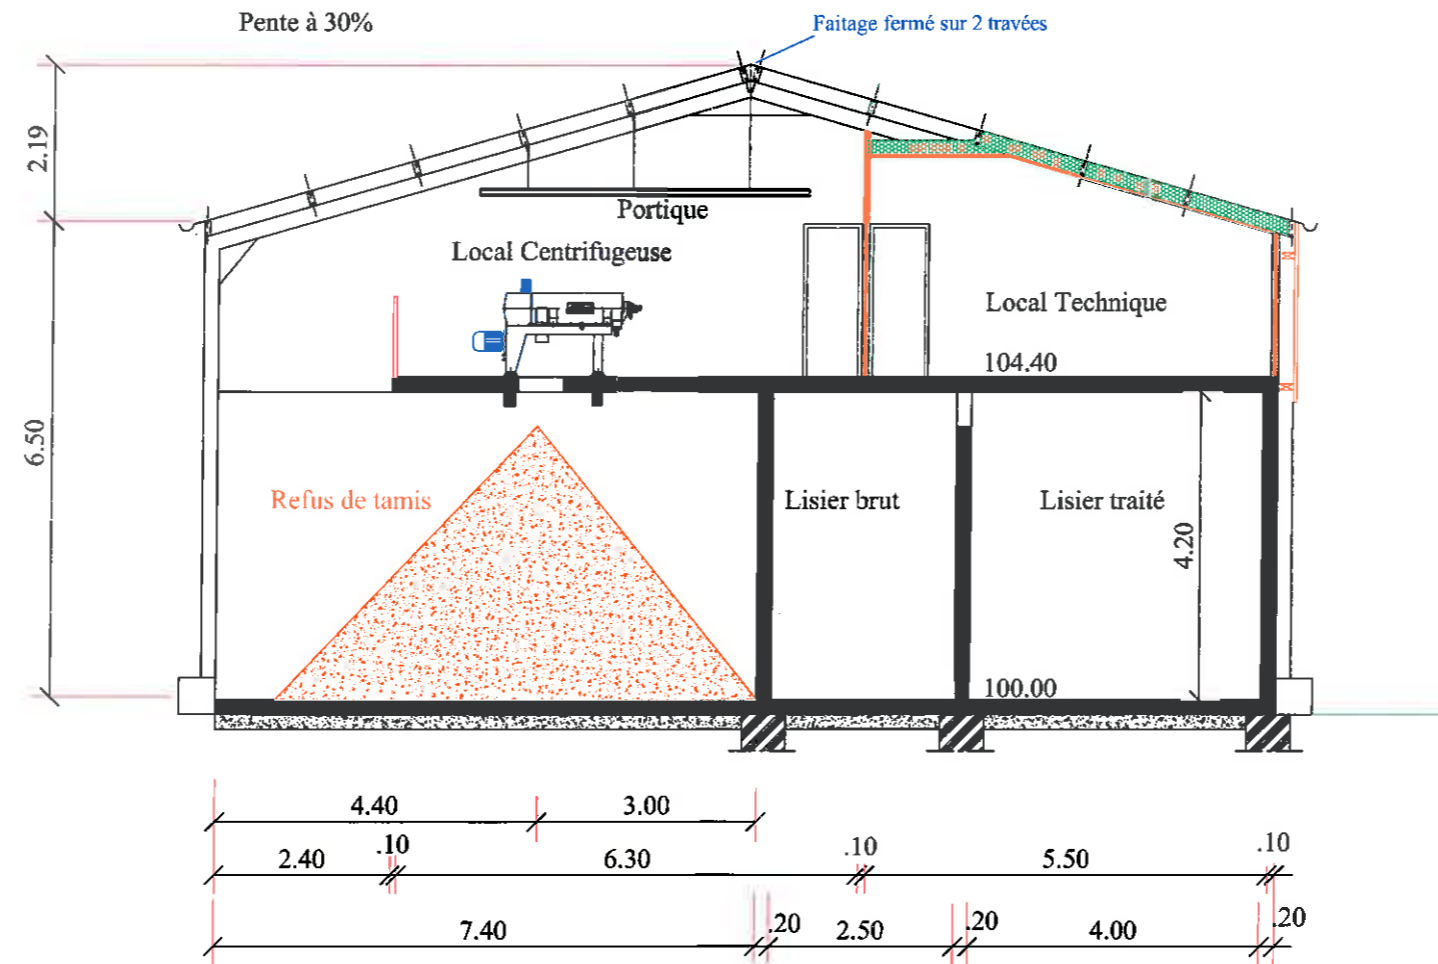 Pente à 30%
Faitage fermé sur 2 travées
2.19
Portique
Local Centrifugeuse
Local Technique
104.40
6.50
Refus de tamis
Lisier brut
Lisier traité
4.20
100.00
4.40
3.00
2.40
.10
6.30
.10
5.50
.10
7.40
.20
2.50
.20
4.00
.20